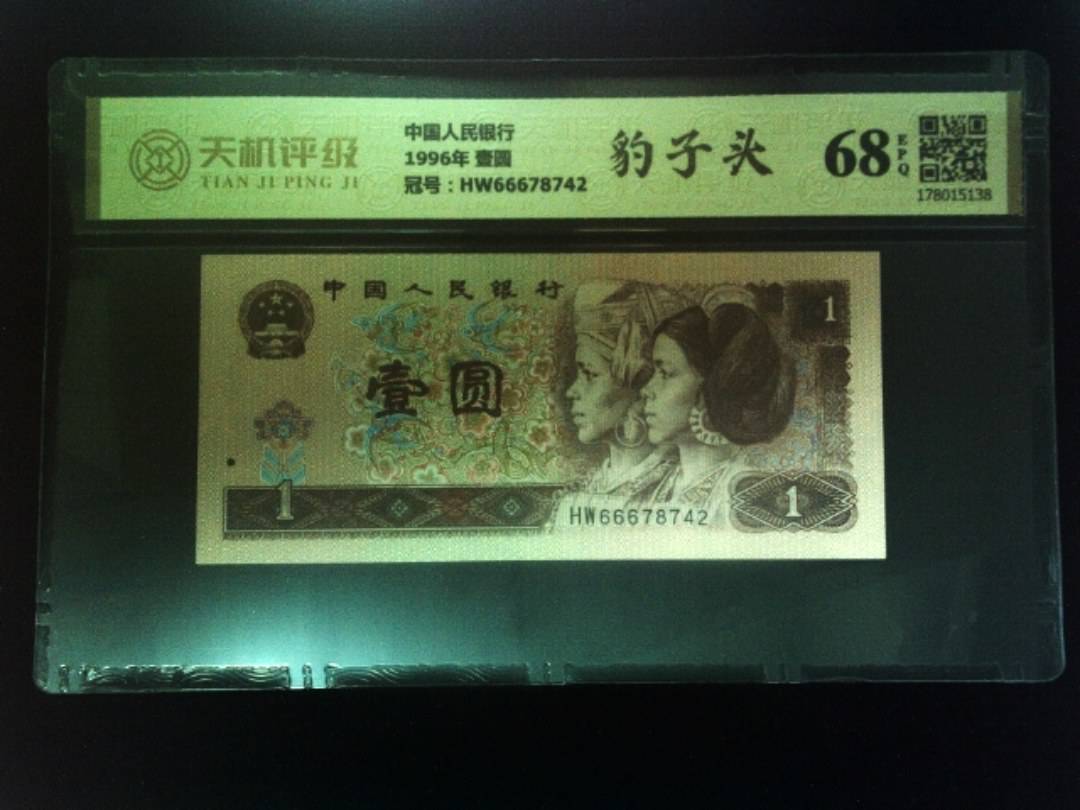 天机评级
TIAN JI PING JI
中国人民银行
1996年 壹圆
冠号：HW66678742
豹子头
68
EPQ
178015138
中国人民银行
1
壹圆
1
HW66678742
1